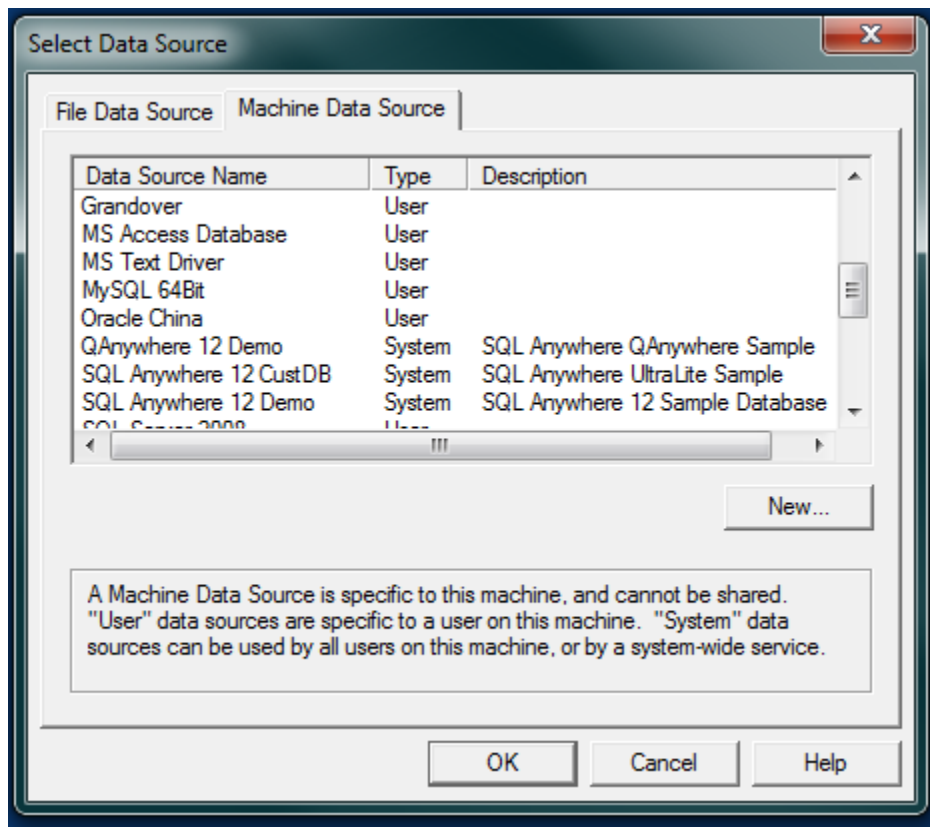 Select Data Source
File Data Source Machine Data Source
Data Source Name Type Description
Grandover User
MS Access Database User
MS Text Driver User
MySQL 64Bit User
Oracle China User
QAnywhere 12 Demo System SQL Anywhere QAnywhere Sample
SQL Anywhere 12 CustDB System SQL Anywhere UltraLite Sample
SQL Anywhere 12 Demo System SQL Anywhere 12 Sample Database
SQL Server 2008 User
New...
A Machine Data Source is specific to this machine, and cannot be shared.
"User" data sources are specific to a user on this machine. "System" data
sources can be used by all users on this machine, or by a system-wide service.
OK Cancel Help